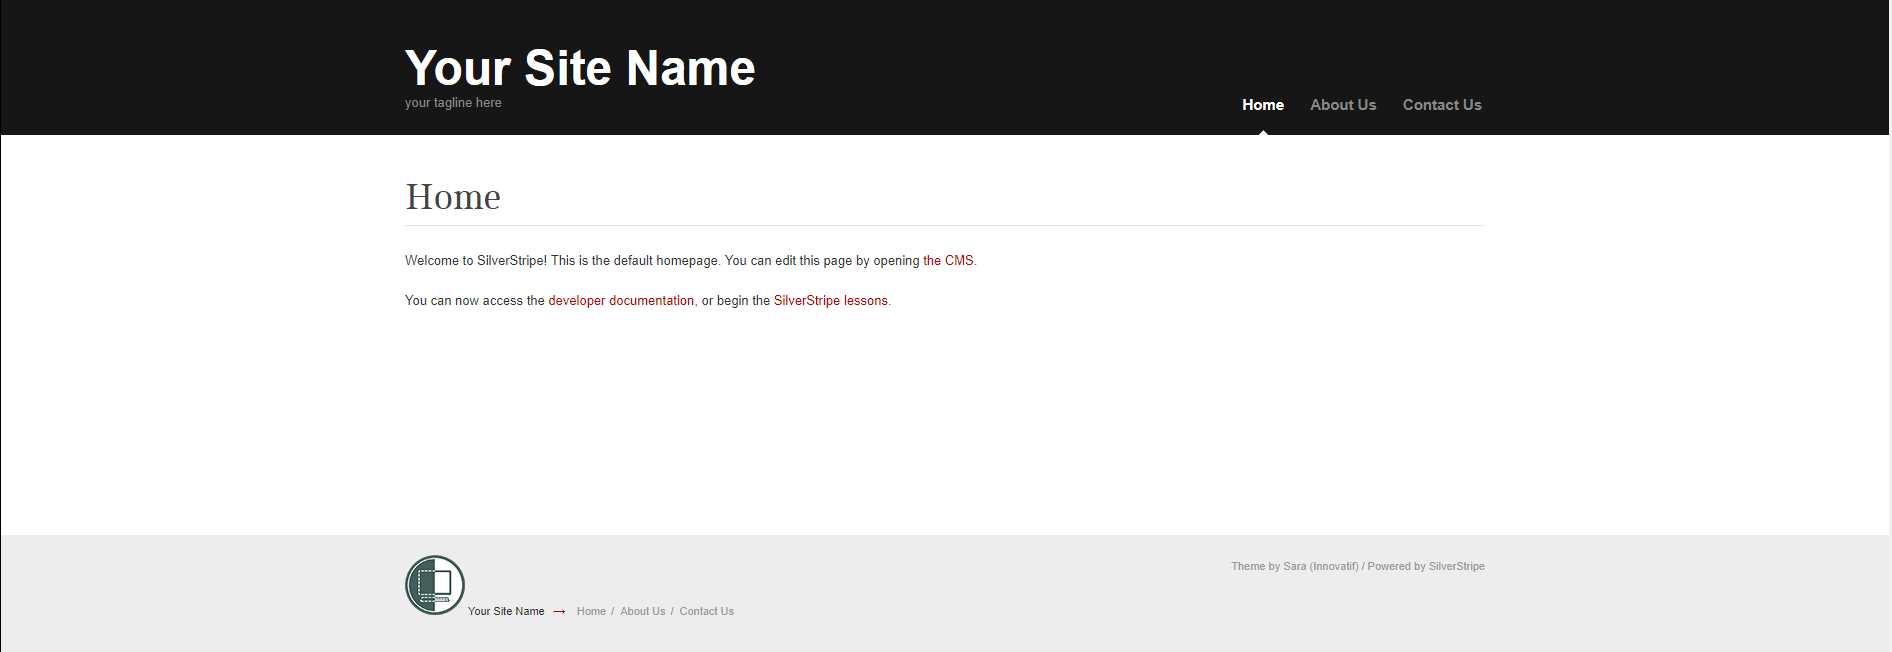 Your Site Name
your tagline here
Home About Us Contact Us
Home
Welcome to SilverStripe! This is the default homepage. You can edit this page by opening the CMS.
You can now access the developer documentation, or begin the SilverStripe lessons.
Theme by Sara (Innovatif) / Powered by SilverStripe
Your Site Name → Home / About Us / Contact Us